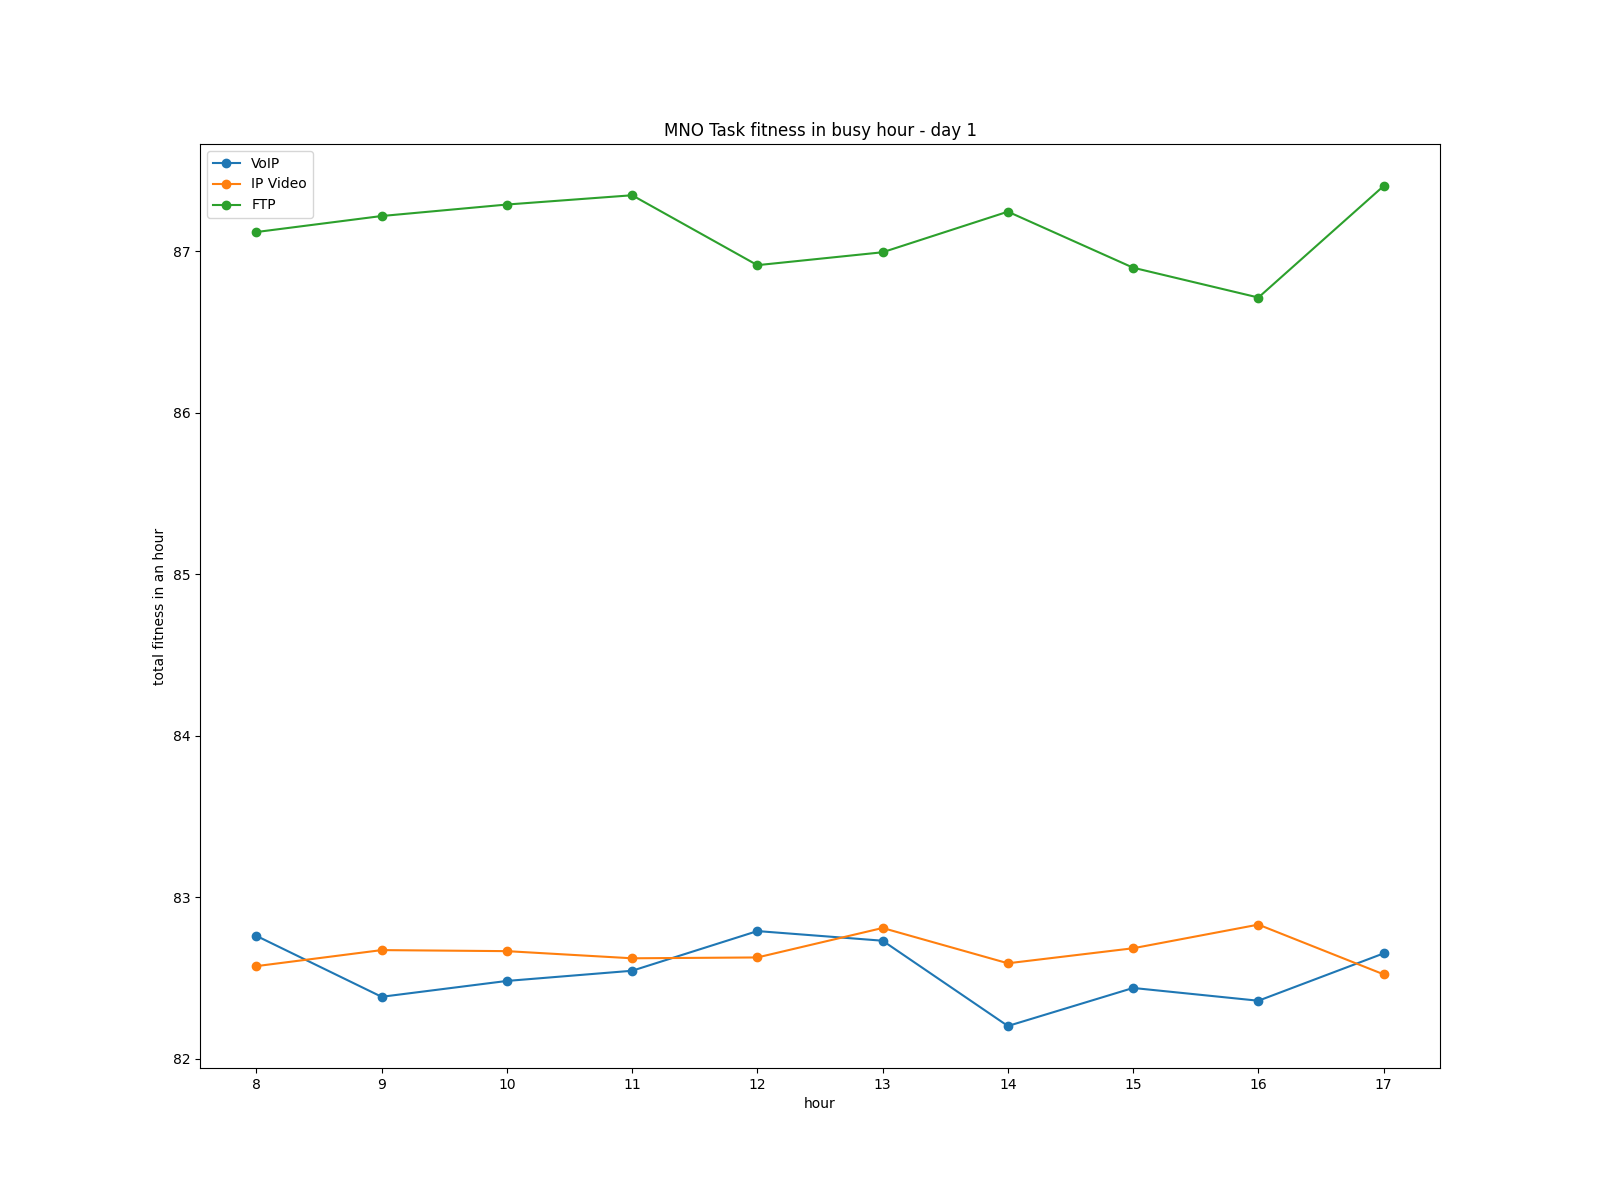 MNO Task fitness in busy hour - day 1
VoIP
IP Video
FTP
87
86
85
84
83
82
total fitness in an hour
8 9 10 11 12 13 14 15 16 17
hour